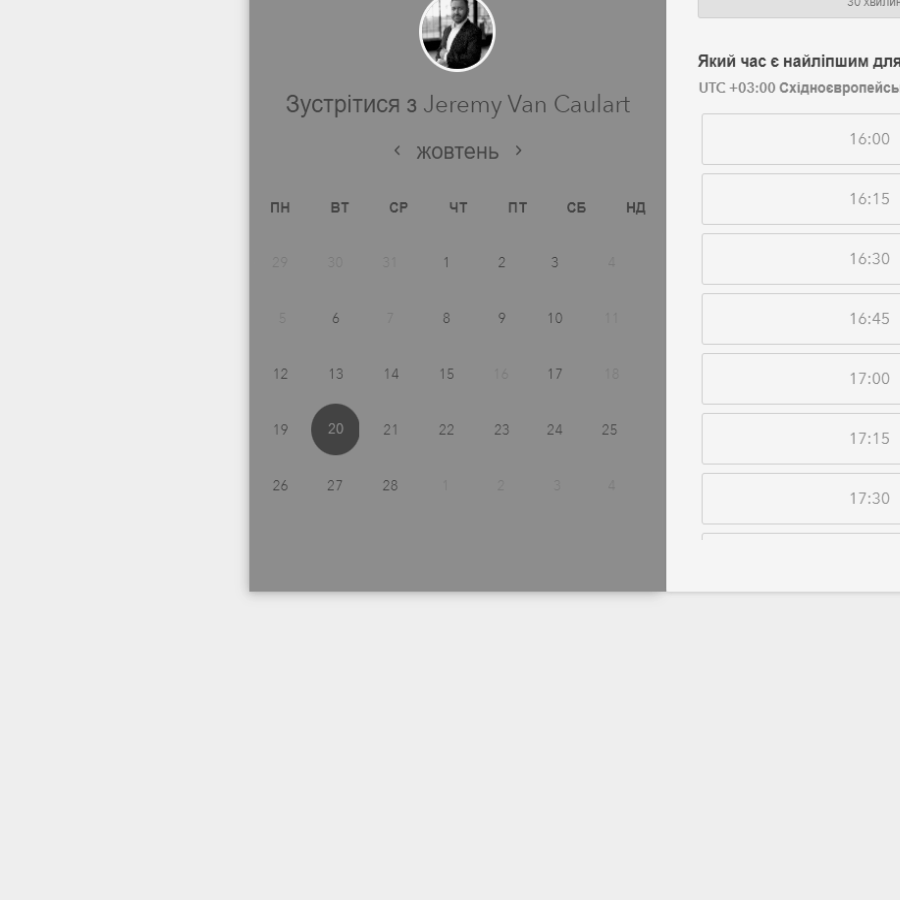 Зустрітися з Jeremy Van Caulart
‹ жовтень ›
ПН ВТ СР ЧТ ПТ СБ НД
29 30 31 1 2 3 4
5 6 7 8 9 10 11
12 13 14 15 16 17 18
19 20 21 22 23 24 25
26 27 28 1 2 3 4
30
Який час є найліпшим для
UTC +03:00
16:00
16:15
16:30
16:45
17:00
17:15
17:30